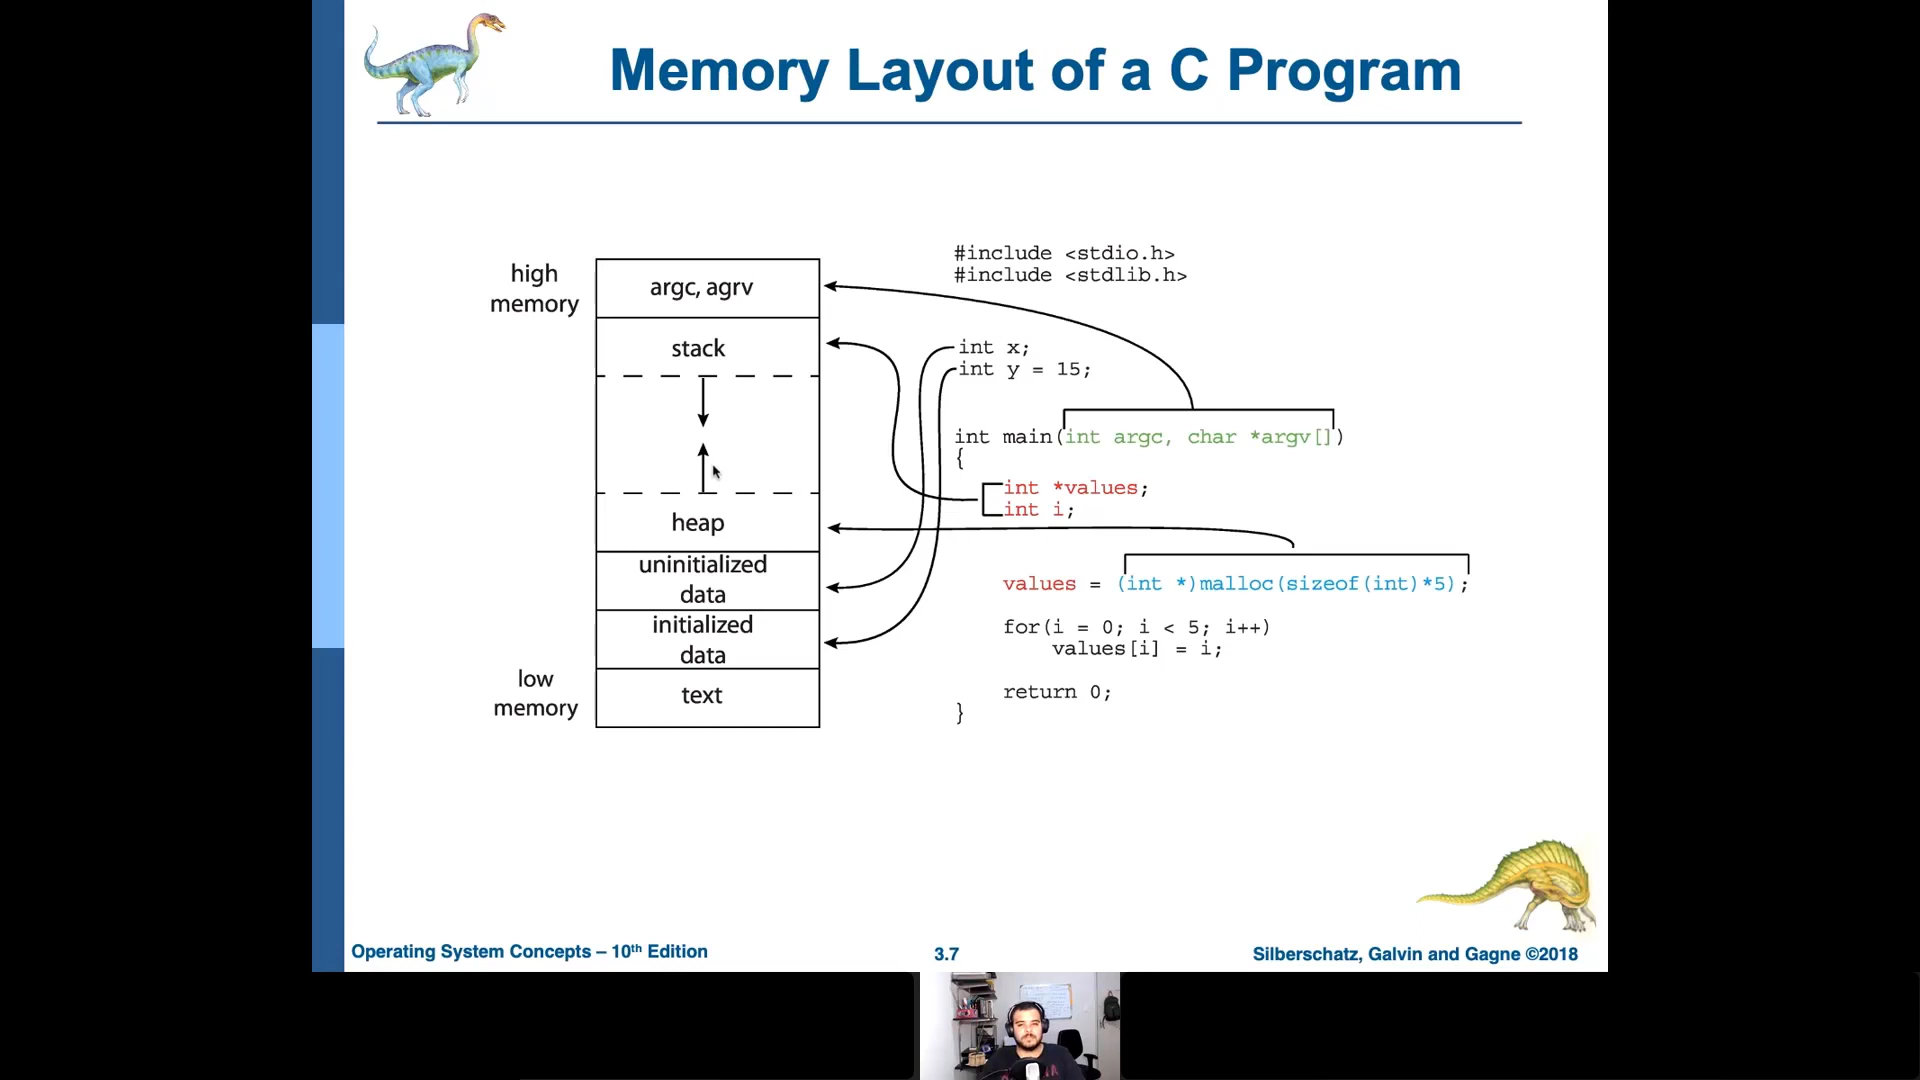 Memory Layout of a C Program
high
memory
argc, agrv
stack
heap
uninitialized
data
initialized
data
low
memory
text
#include <stdio.h>
#include <stdlib.h>
int x;
int y = 15;
int main(int argc, char *argv[])
{
int *values;
int i;
values = (int *)malloc(sizeof(int)*5);
for(i = 0; i < 5; i++)
values[i] = i;
return 0;
}
Operating System Concepts – 10th Edition
3.7
Silberschatz, Galvin and Gagne ©2018